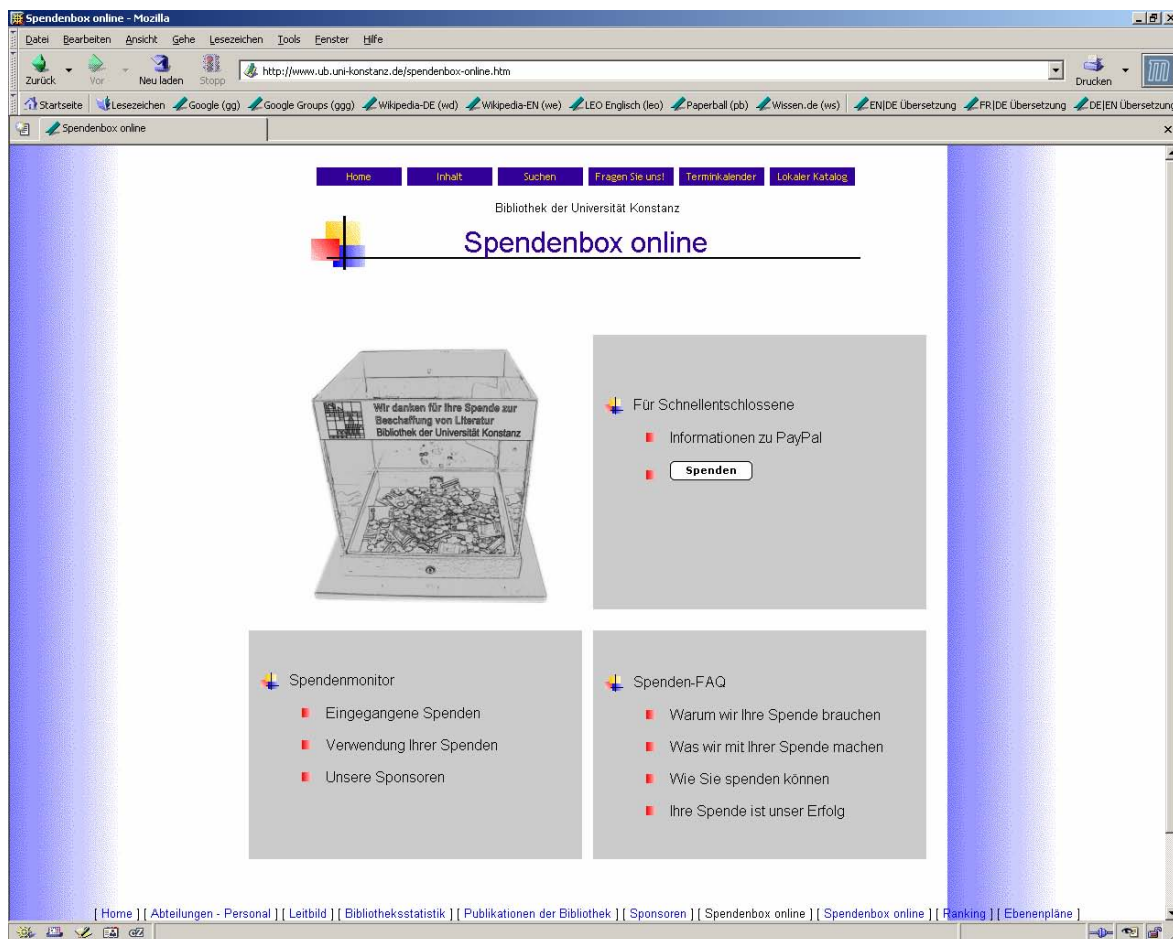 Spendenbox online - Mozilla
Datei Bearbeiten Ansicht Gehe Lesezeichen Tools Fenster Hilfe
Zurück Vor Neu laden Stopp http://www.ub.uni-konstanz.de/spendenbox-online.htm Drucken
Startseite Lesezeichen Google (gg) Google Groups (ggg) Wikipedia-DE (wd) Wikipedia-EN (we) LEO Englisch (leo) Paperball (pb) Wissen.de (ws) EN|DE Übersetzung FR|DE Übersetzung DE|EN Übersetzung
Spendenbox online
Home Inhalt Suchen Fragen Sie uns! Terminkalender Lokaler Katalog
Bibliothek der Universität Konstanz
Spendenbox online
Wir danken für Ihre Spende zur
Beschaffung von Literatur
Bibliothek der Universität Konstanz
Für Schnellentschlossene
Informationen zu PayPal
Spenden
Spendenmonitor
Eingegangene Spenden
Verwendung Ihrer Spenden
Unsere Sponsoren
Spenden-FAQ
Warum wir Ihre Spende brauchen
Was wir mit Ihrer Spende machen
Wie Sie spenden können
Ihre Spende ist unser Erfolg
[ Home ] [ Abteilungen - Personal ] [ Leitbild ] [ Bibliotheksstatistik ] [ Publikationen der Bibliothek ] [ Sponsoren ] [ Spendenbox online ] [ Spendenbox online ] [ Ranking ] [ Ebenenpläne ]